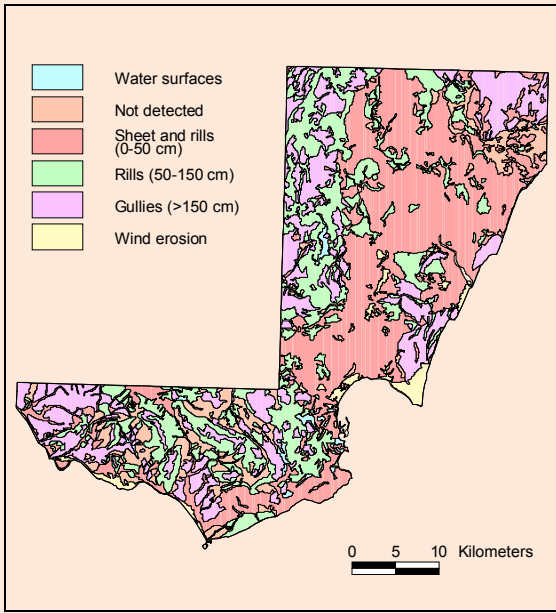 Water surfaces
Not detected
Sheet and rills
(0-50 cm)
Rills (50-150 cm)
Gullies (>150 cm)
Wind erosion
0 5 10 Kilometers